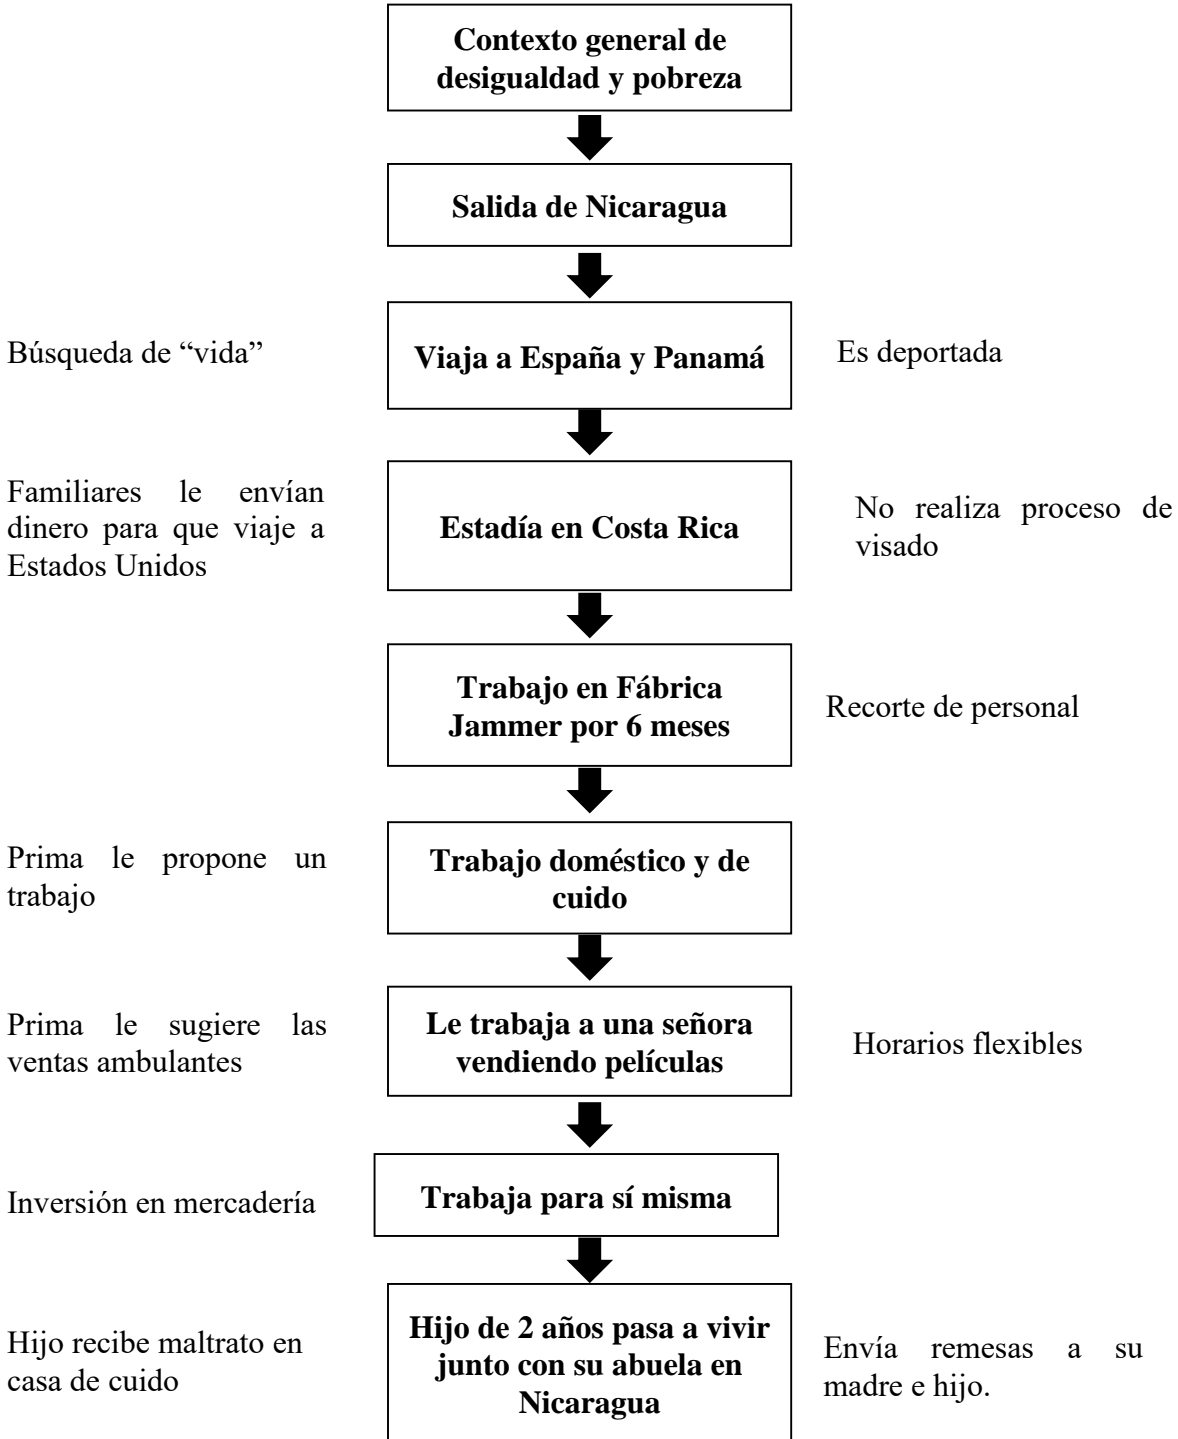 Contexto general de
desigualdad y pobreza
Salida de Nicaragua
Búsqueda de “vida”
Viaja a España y Panamá
Es deportada
Familiares le envían
dinero para que viaje a
Estados Unidos
Estadía en Costa Rica
No realiza proceso de
visado
Trabajo en Fábrica
Jammer por 6 meses
Recorte de personal
Prima le propone un
trabajo
Trabajo doméstico y de
cuido
Prima le sugiere las
ventas ambulantes
Le trabaja a una señora
vendiendo películas
Horarios flexibles
Inversión en mercadería
Trabaja para sí misma
Hijo recibe maltrato en
casa de cuido
Hijo de 2 años pasa a vivir
junto con su abuela en
Nicaragua
Envía remesas a su
madre e hijo.